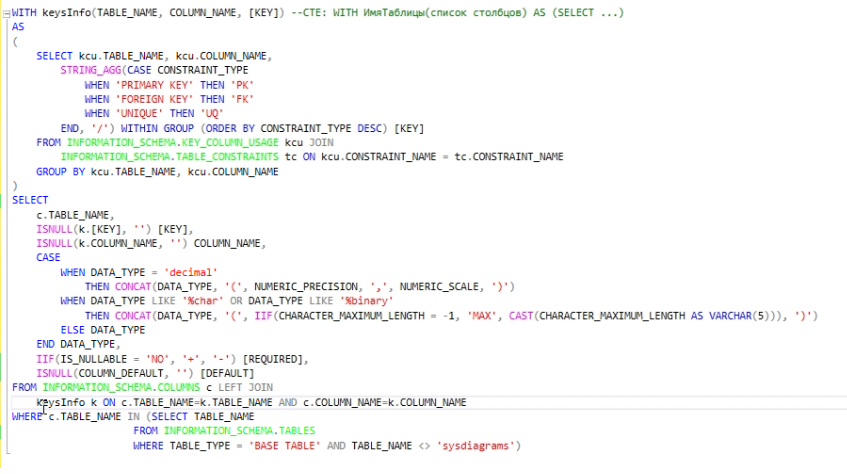 WITH keysInfo(TABLE_NAME, COLUMN_NAME, [KEY]) --CTE: WITH ИмяТаблицы(список столбцов) AS (SELECT ...)
AS
(
SELECT kcu.TABLE_NAME, kcu.COLUMN_NAME,
STRING_AGG(CASE CONSTRAINT_TYPE
WHEN 'PRIMARY KEY' THEN 'PK'
WHEN 'FOREIGN KEY' THEN 'FK'
WHEN 'UNIQUE' THEN 'UQ'
END, '/') WITHIN GROUP (ORDER BY CONSTRAINT_TYPE DESC) [KEY]
FROM INFORMATION_SCHEMA.KEY_COLUMN_USAGE kcu JOIN
INFORMATION_SCHEMA.TABLE_CONSTRAINTS tc ON kcu.CONSTRAINT_NAME = tc.CONSTRAINT_NAME
GROUP BY kcu.TABLE_NAME, kcu.COLUMN_NAME
)
SELECT
c.TABLE_NAME,
ISNULL(k.[KEY], '') [KEY],
ISNULL(k.COLUMN_NAME, '') COLUMN_NAME,
CASE
WHEN DATA_TYPE = 'decimal'
THEN CONCAT(DATA_TYPE, '(', NUMERIC_PRECISION, ',', NUMERIC_SCALE, ')')
WHEN DATA_TYPE LIKE '%char' OR DATA_TYPE LIKE '%binary'
THEN CONCAT(DATA_TYPE, '(', IIF(CHARACTER_MAXIMUM_LENGTH = -1, 'MAX', CAST(CHARACTER_MAXIMUM_LENGTH AS VARCHAR(5))), ')')
ELSE DATA_TYPE
END DATA_TYPE,
IIF(IS_NULLABLE = 'NO', '+', '-') [REQUIRED],
ISNULL(COLUMN_DEFAULT, '') [DEFAULT]
FROM INFORMATION_SCHEMA.COLUMNS c LEFT JOIN
keysInfo k ON c.TABLE_NAME=k.TABLE_NAME AND c.COLUMN_NAME=k.COLUMN_NAME
WHERE c.TABLE_NAME IN (SELECT TABLE_NAME
FROM INFORMATION_SCHEMA.TABLES
WHERE TABLE_TYPE = 'BASE TABLE' AND TABLE_NAME <> 'sysdiagrams')